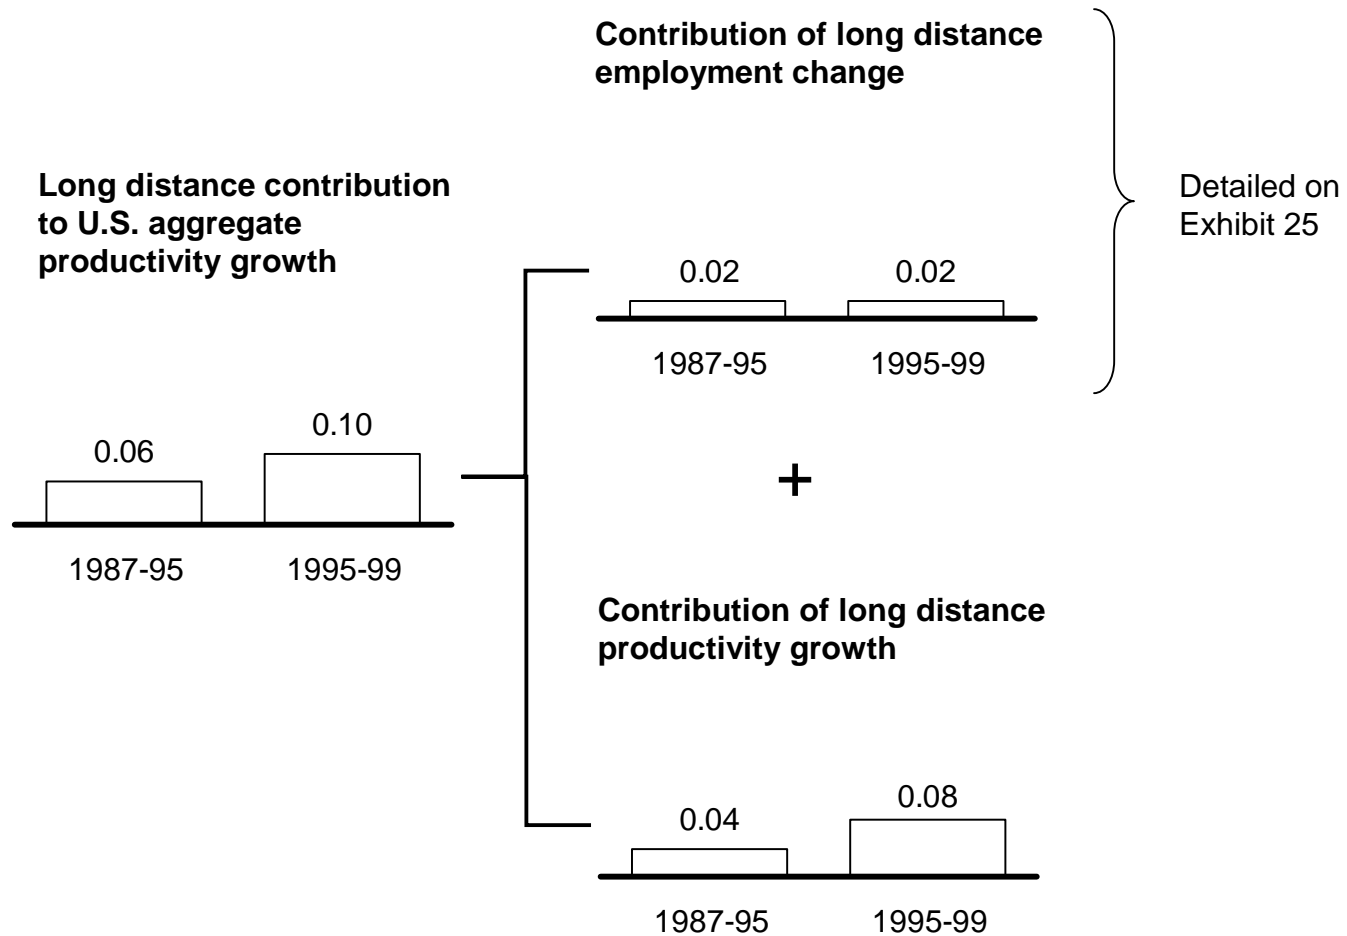 Contribution of long distance
employment change
Long distance contribution
to U.S. aggregate
productivity growth
Detailed on
Exhibit 25
0.02 0.02
1987-95 1995-99
0.06 0.10
1987-95 1995-99
+
Contribution of long distance
productivity growth
0.04 0.08
1987-95 1995-99